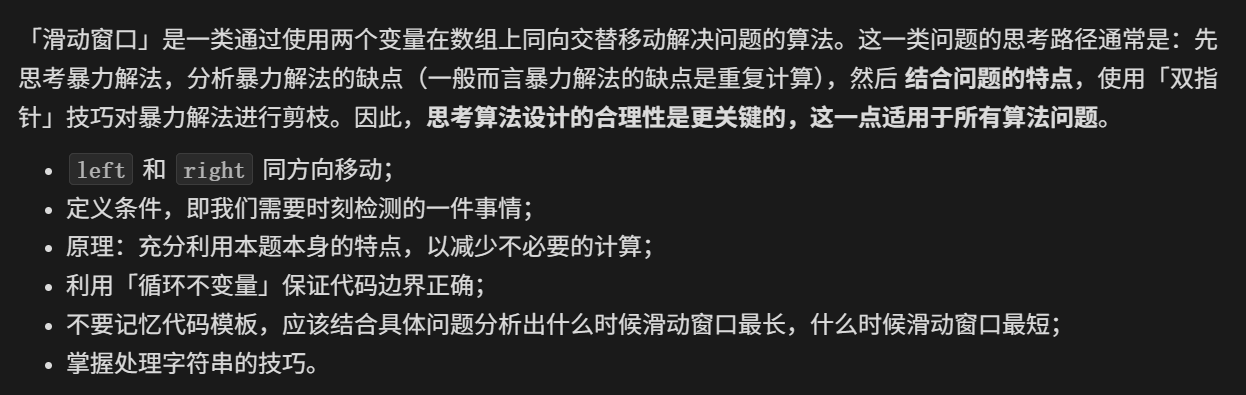 「滑动窗口」是一类通过使用两个变量在数组上同向交替移动解决问题的算法。这一类问题的思考路径通常是：先
思考暴力解法，分析暴力解法的缺点（一般而言暴力解法的缺点是重复计算），然后 结合问题的特点，使用「双指
针」技巧对暴力解法进行剪枝。因此，思考算法设计的合理性是更关键的，这一点适用于所有算法问题。
• left 和 right 同方向移动；
• 定义条件，即我们需要时刻检测的一件事情；
• 原理：充分利用本题本身的特点，以减少不必要的计算；
• 利用「循环不变量」保证代码边界正确；
• 不要记忆代码模板，应该结合具体问题分析出什么时候滑动窗口最长，什么时候滑动窗口最短；
• 掌握处理字符串的技巧。